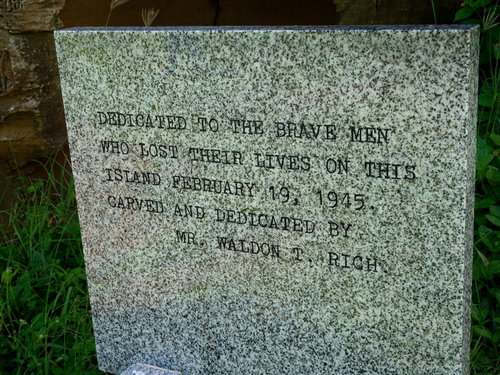 DEDICATED TO THE BRAVE MEN
WHO LOST THEIR LIVES ON THIS
ISLAND FEBRUARY 19, 1945.
CARVED AND DEDICATED BY
MR. WALDON T. RICH